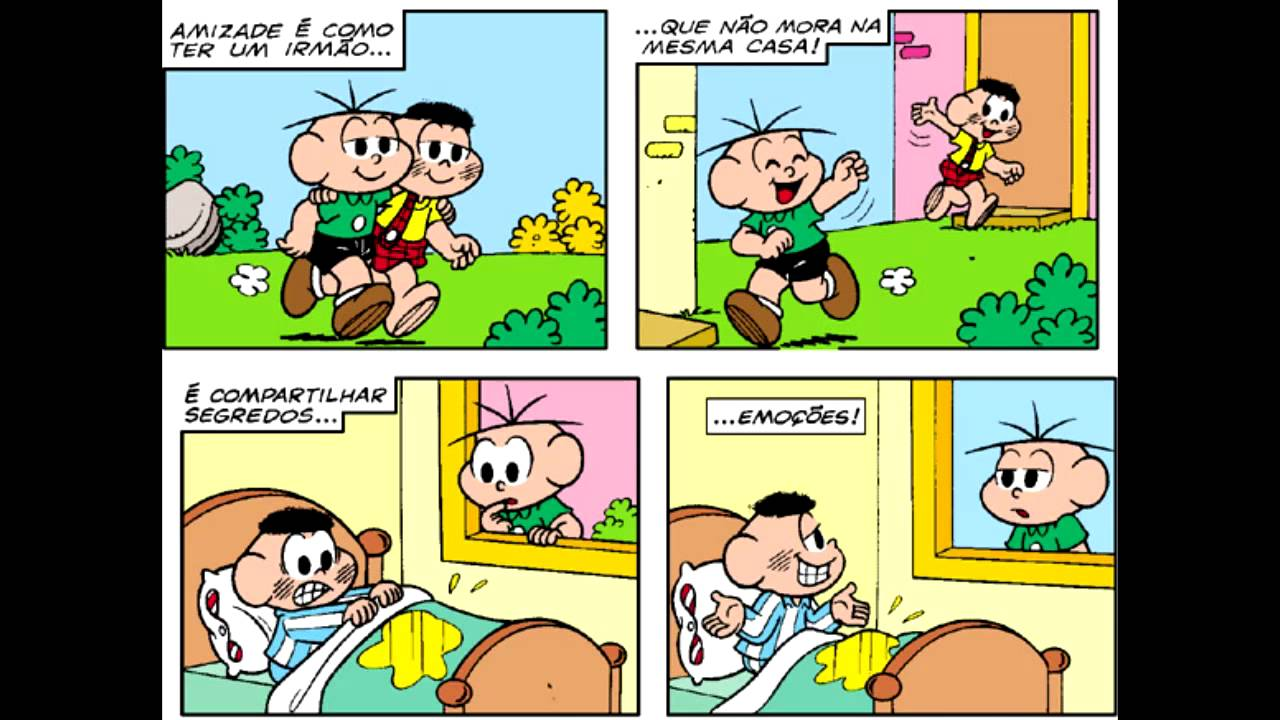 AMIZADE É COMO
TER UM IRMÃO...
...QUE NÃO MORA NA
MESMA CASA!
É COMPARTILHAR
SEGREDOS...
...EMOÇÕES!